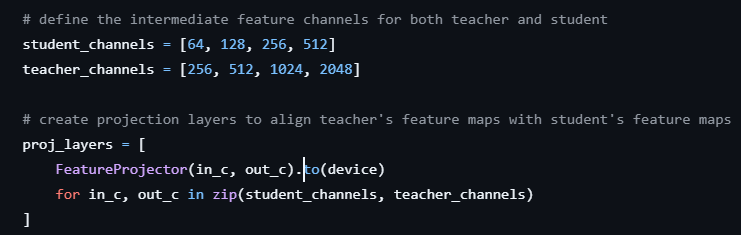 # define the intermediate feature channels for both teacher and student
student_channels = [64, 128, 256, 512]
teacher_channels = [256, 512, 1024, 2048]
# create projection layers to align teacher's feature maps with student's feature maps
proj_layers = [
FeatureProjector(in_c, out_c).to(device)
for in_c, out_c in zip(student_channels, teacher_channels)
]